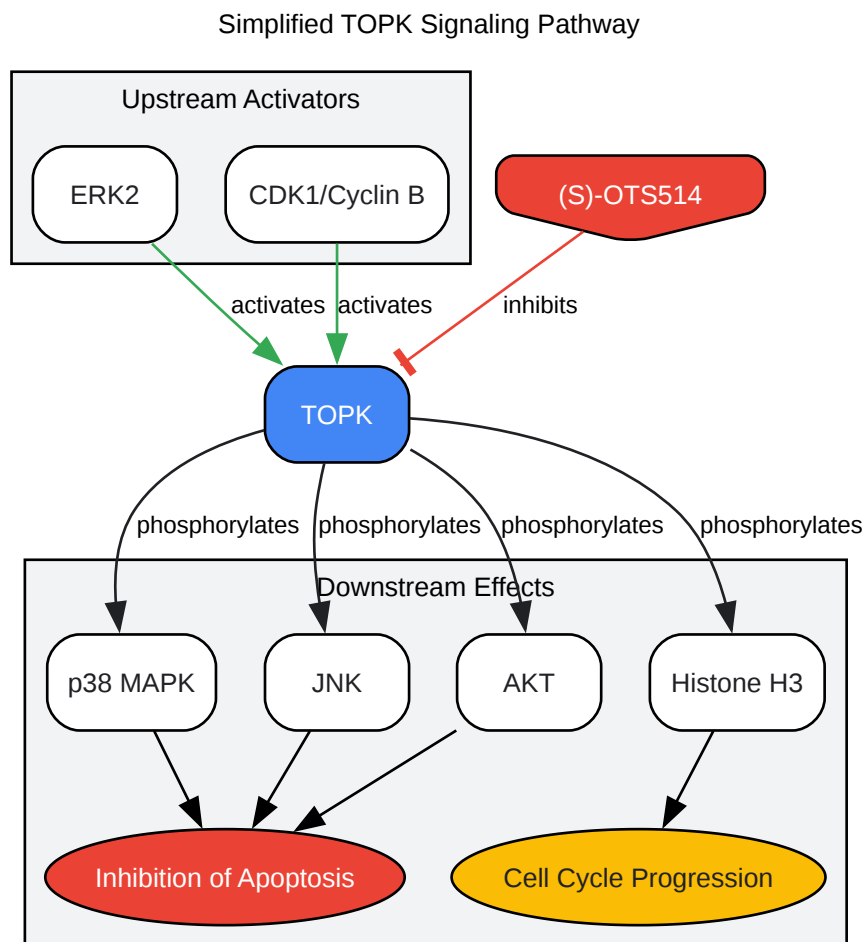 Simplified TOPK Signaling Pathway
Upstream Activators
ERK2
CDK1/Cyclin B
(S)-OTS514
activates
activates
inhibits
TOPK
phosphorylates
phosphorylates
phosphorylates
phosphorylates
Downstream Effects
p38 MAPK
JNK
AKT
Histone H3
Inhibition of Apoptosis
Cell Cycle Progression